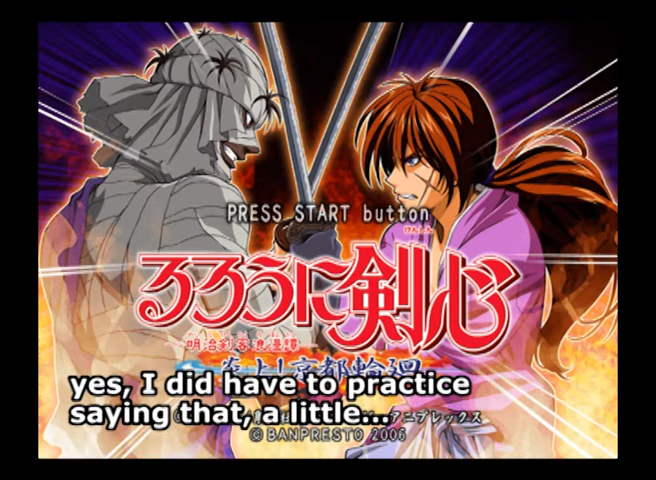 PRESS START button
けんしん
るろうに剣心
明治剣客浪漫譚
炎上!京都輪廻
yes, I did have to practice
saying that, a little...
アニプレックス
©BANPRESTO 2006